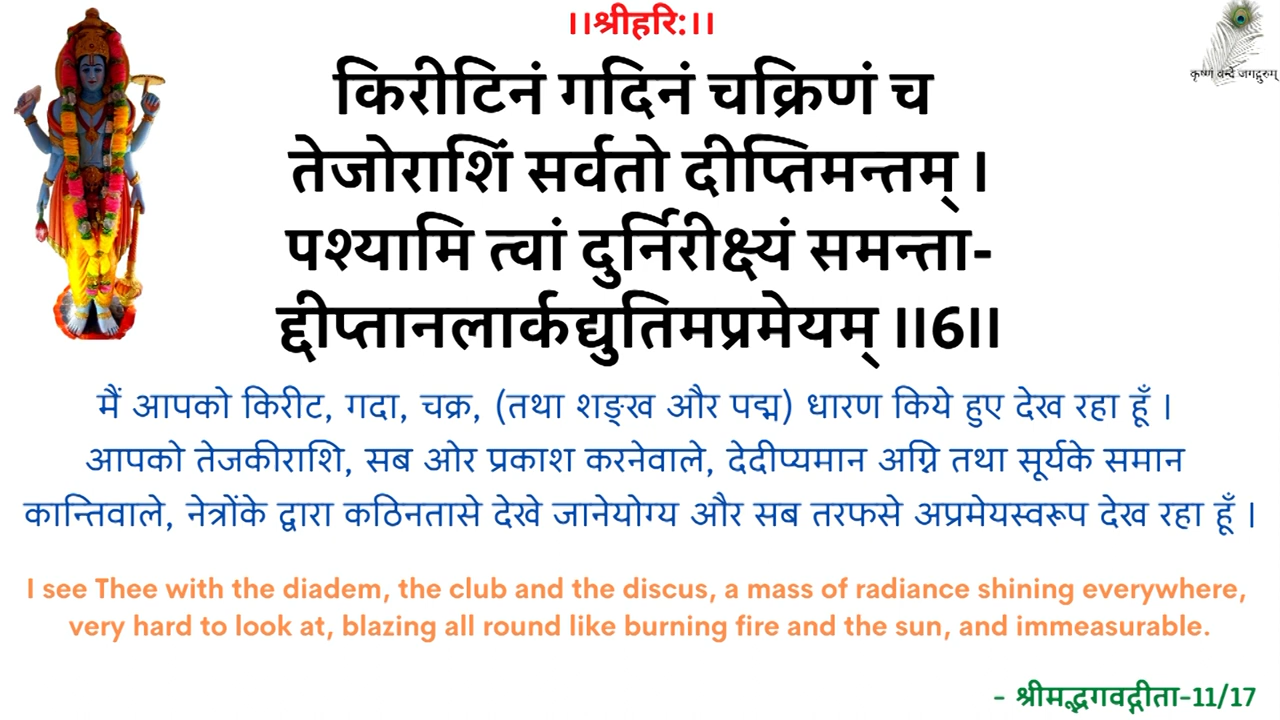 ।।श्रीहरि:।।
कृष्णं वन्दे जगद्गुरुम्
किरीटिनं गदिनं चक्रिणं च
तेजोराशिं सर्वतो दीप्तिमन्तम् ।
पश्यामि त्वां दुर्निरीक्ष्यं समन्ता-
द्दीप्तानलार्कद्युतिमप्रमेयम् ॥6॥
मैं आपको किरीट, गदा, चक्र, (तथा शङ्ख और पद्म) धारण किये हुए देख रहा हूँ ।
आपको तेजकीराशि, सब ओर प्रकाश करनेवाले, देदीप्यमान अग्नि तथा सूर्यके समान
कान्तिवाले, नेत्रोंके द्वारा कठिनतासे देखे जानेयोग्य और सब तरफसे अप्रमेयस्वरूप देख रहा हूँ ।
I see Thee with the diadem, the club and the discus, a mass of radiance shining everywhere,
very hard to look at, blazing all round like burning fire and the sun, and immeasurable.
- श्रीमद्भगवद्गीता-11/17